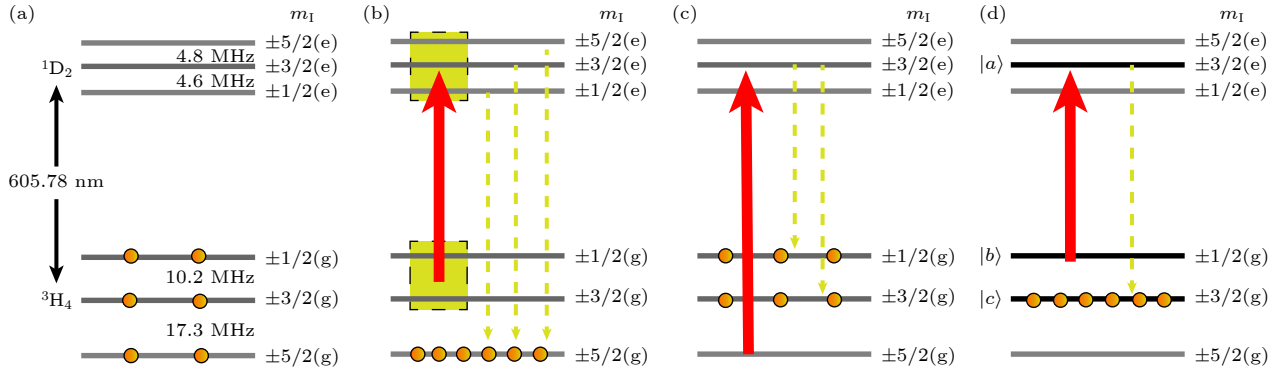 (a)
m_I
±5/2(e)
4.8 MHz
¹D₂
±3/2(e)
4.6 MHz
±1/2(e)
605.78 nm
±1/2(g)
10.2 MHz
³H₄
±3/2(g)
17.3 MHz
±5/2(g)
(b)
m_I
±5/2(e)
±3/2(e)
±1/2(e)
±1/2(g)
±3/2(g)
±5/2(g)
(c)
m_I
±5/2(e)
±3/2(e)
±1/2(e)
±1/2(g)
±3/2(g)
±5/2(g)
(d)
m_I
±5/2(e)
|a⟩
±3/2(e)
±1/2(e)
|b⟩
±1/2(g)
|c⟩
±3/2(g)
±5/2(g)